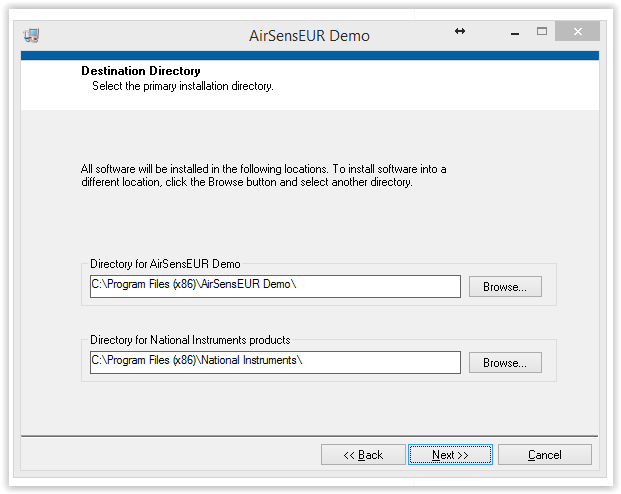 AirSensEUR Demo
Destination Directory
Select the primary installation directory.
All software will be installed in the following locations. To install software into a
different location, click the Browse button and select another directory.
Directory for AirSensEUR Demo
C:\Program Files (x86)\AirSensEUR Demo\
Browse...
Directory for National Instruments products
C:\Program Files (x86)\National Instruments\
Browse...
<< Back
Next >>
Cancel